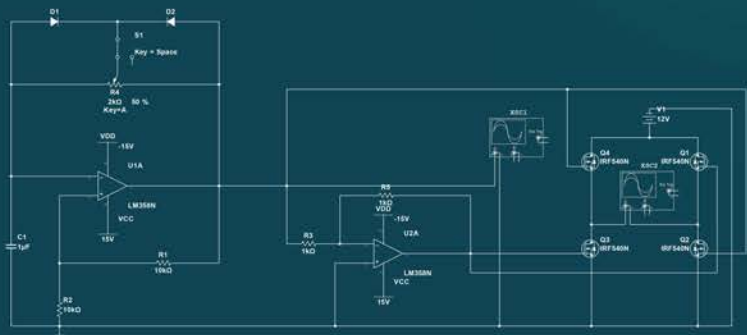 D1
D2
S1
Key = Space
R4
2kΩ 50 %
Key=A
VDD
-15V
U1A
LM358N
VCC
15V
C1
1µF
R1
10kΩ
R2
10kΩ
XSC1
R3
1kΩ
1kΩ
VDD
-15V
U2A
LM358N
VCC
15V
V1
12V
Q4
IRF540N
Q1
IRF540N
XSC2
Q3
IRF540N
Q2
IRF540N